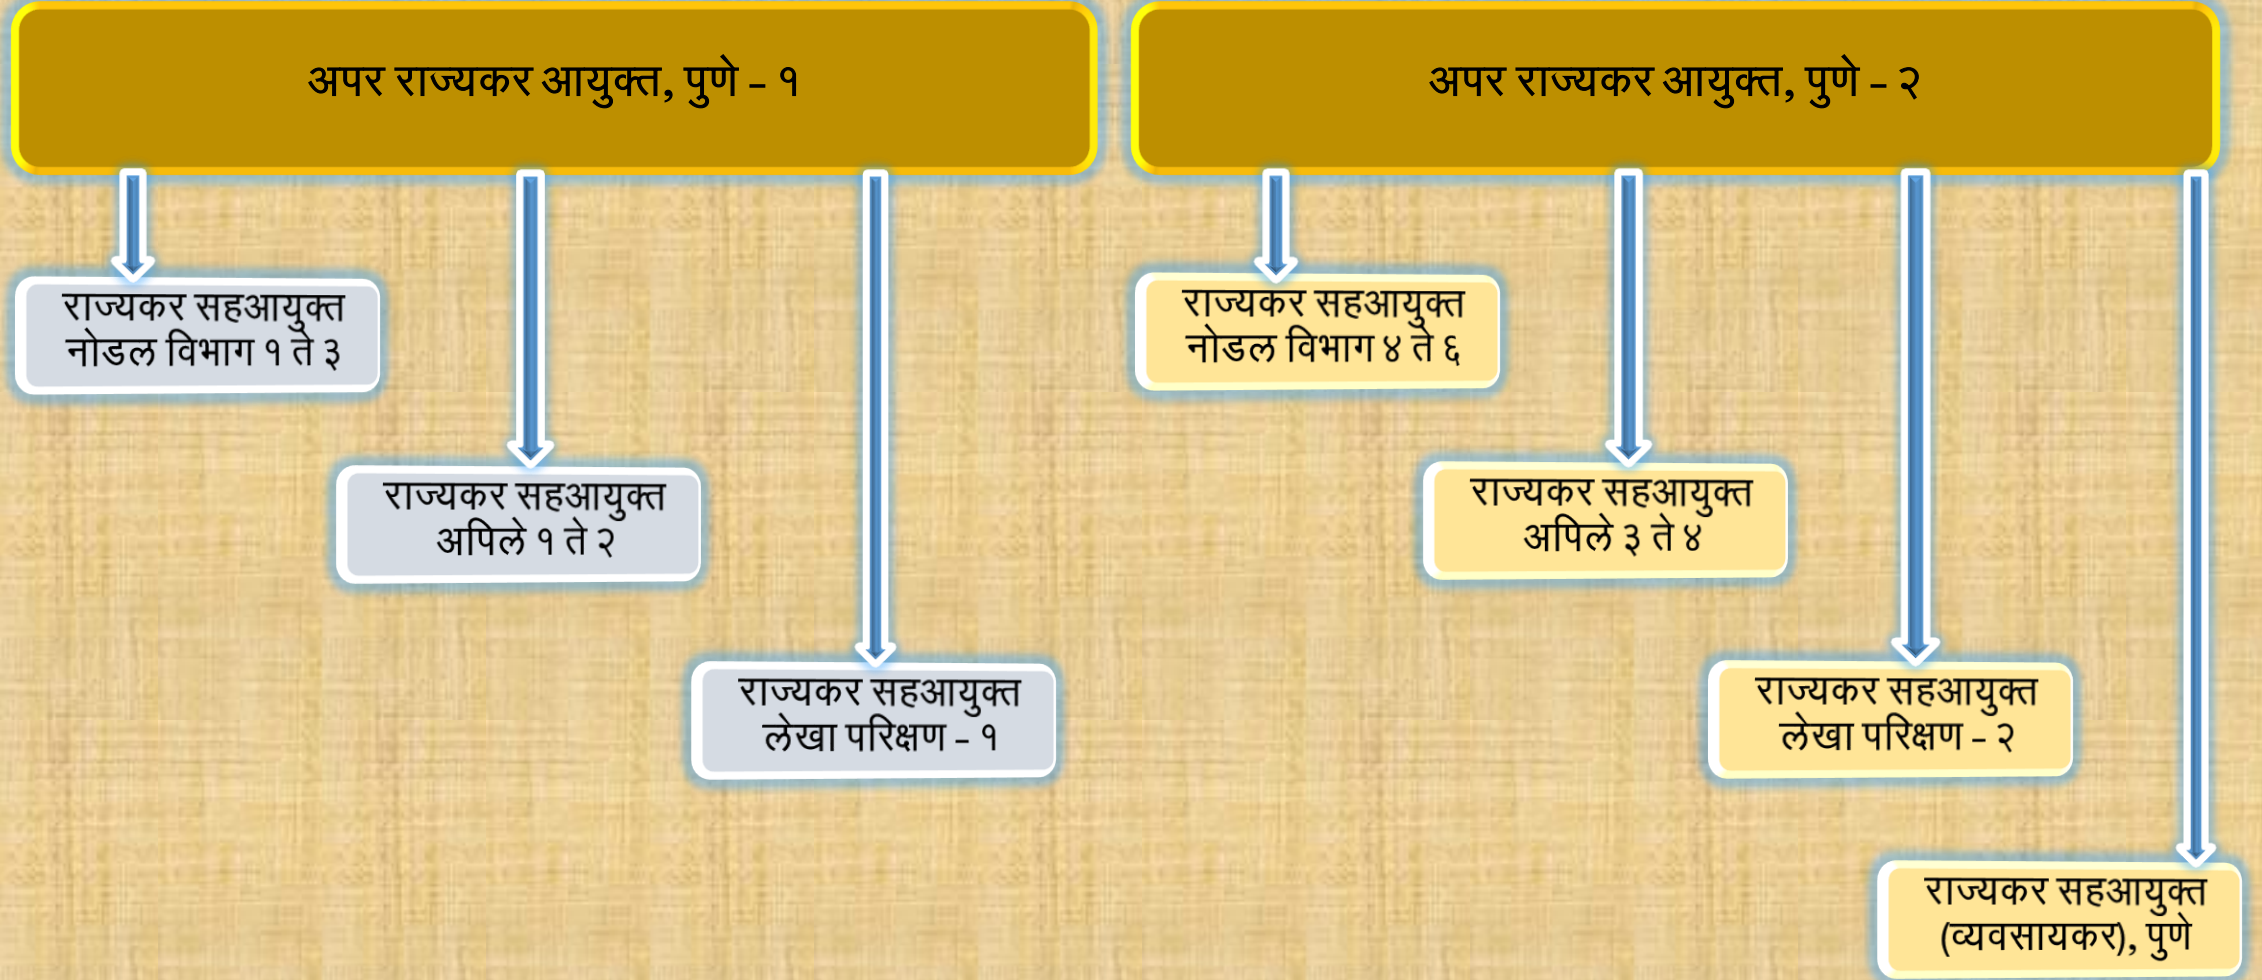 अपर राज्यकर आयुक्त, पुणे - १
राज्यकर सहआयुक्त
नोडल विभाग १ ते ३
राज्यकर सहआयुक्त
अपिले १ ते २
राज्यकर सहआयुक्त
लेखा परिक्षण - १
अपर राज्यकर आयुक्त, पुणे - २
राज्यकर सहआयुक्त
नोडल विभाग ४ ते ६
राज्यकर सहआयुक्त
अपिले ३ ते ४
राज्यकर सहआयुक्त
लेखा परिक्षण - २
राज्यकर सहआयुक्त
(व्यवसायकर), पुणे